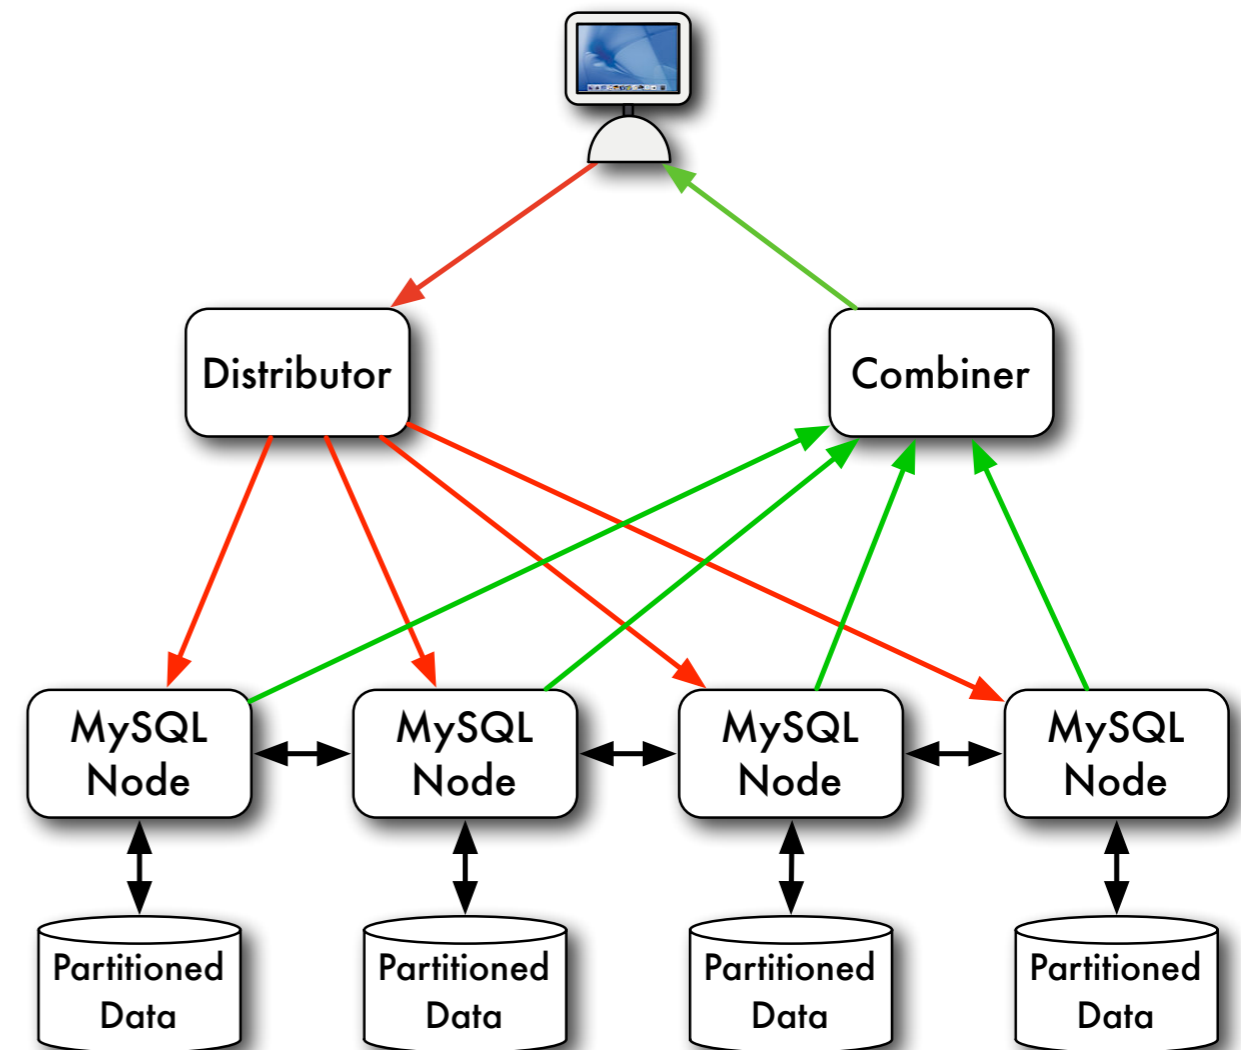 Distributor
Combiner
MySQL
Node
MySQL
Node
MySQL
Node
MySQL
Node
Partitioned
Data
Partitioned
Data
Partitioned
Data
Partitioned
Data